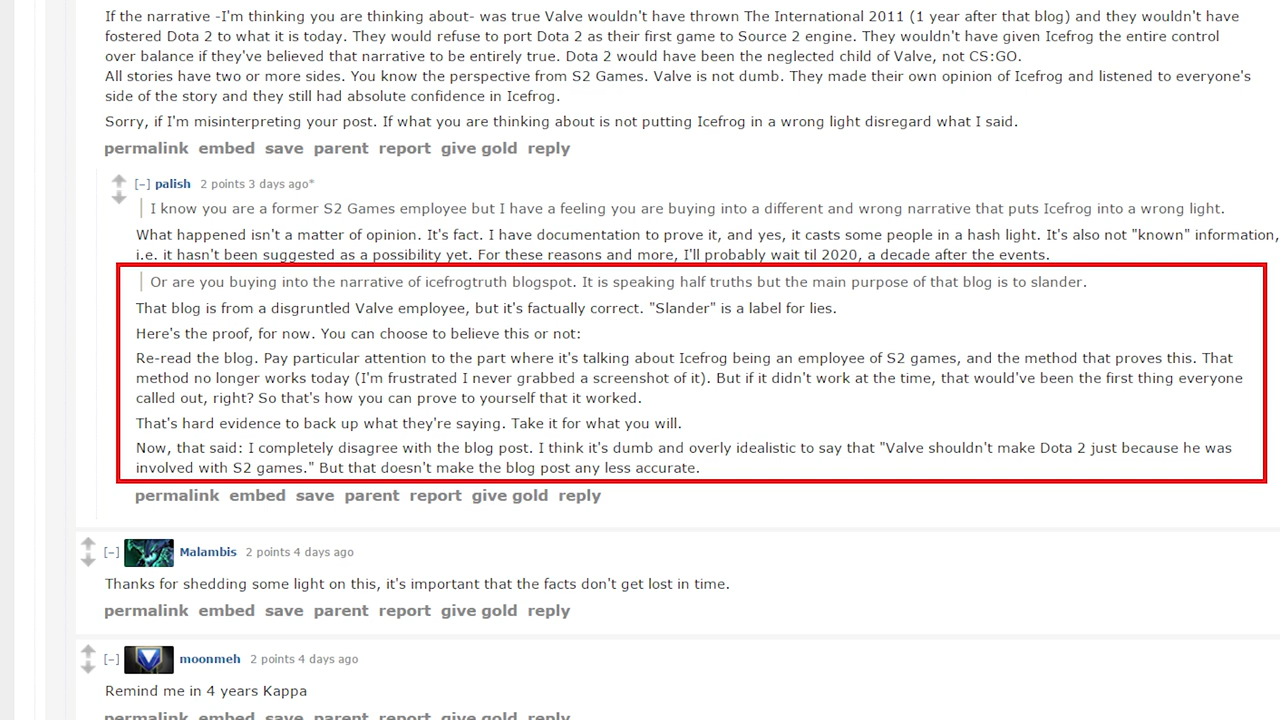 If the narrative -I'm thinking you are thinking about- was true Valve wouldn't have thrown The International 2011 (1 year after that blog) and they wouldn't have
fostered Dota 2 to what it is today. They would refuse to port Dota 2 as their first game to Source 2 engine. They wouldn't have given Icefrog the entire control
over balance if they've believed that narrative to be entirely true. Dota 2 would have been the neglected child of Valve, not CS:GO.
All stories have two or more sides. You know the perspective from S2 Games. Valve is not dumb. They made their own opinion of Icefrog and listened to everyone's
side of the story and they still had absolute confidence in Icefrog.
Sorry, if I'm misinterpreting your post. If what you are thinking about is not putting Icefrog in a wrong light disregard what I said.
permalink embed save parent report give gold reply
[–] palish 2 points 3 days ago*
I know you are a former S2 Games employee but I have a feeling you are buying into a different and wrong narrative that puts Icefrog into a wrong light.
What happened isn't a matter of opinion. It's fact. I have documentation to prove it, and yes, it casts some people in a hash light. It's also not "known" information,
i.e. it hasn't been suggested as a possibility yet. For these reasons and more, I'll probably wait til 2020, a decade after the events.
Or are you buying into the narrative of icefrogtruth blogspot. It is speaking half truths but the main purpose of that blog is to slander.
That blog is from a disgruntled Valve employee, but it's factually correct. "Slander" is a label for lies.
Here's the proof, for now. You can choose to believe this or not:
Re-read the blog. Pay particular attention to the part where it's talking about Icefrog being an employee of S2 games, and the method that proves this. That
method no longer works today (I'm frustrated I never grabbed a screenshot of it). But if it didn't work at the time, that would've been the first thing everyone
called out, right? So that's how you can prove to yourself that it worked.
That's hard evidence to back up what they're saying. Take it for what you will.
Now, that said: I completely disagree with the blog post. I think it's dumb and overly idealistic to say that "Valve shouldn't make Dota 2 just because he was
involved with S2 games." But that doesn't make the blog post any less accurate.
permalink embed save parent report give gold reply
[–] Malambis 2 points 4 days ago
Thanks for shedding some light on this, it's important that the facts don't get lost in time.
permalink embed save parent report give gold reply
[–] moonmeh 2 points 4 days ago
Remind me in 4 years Kappa
permalink embed save parent report give gold reply